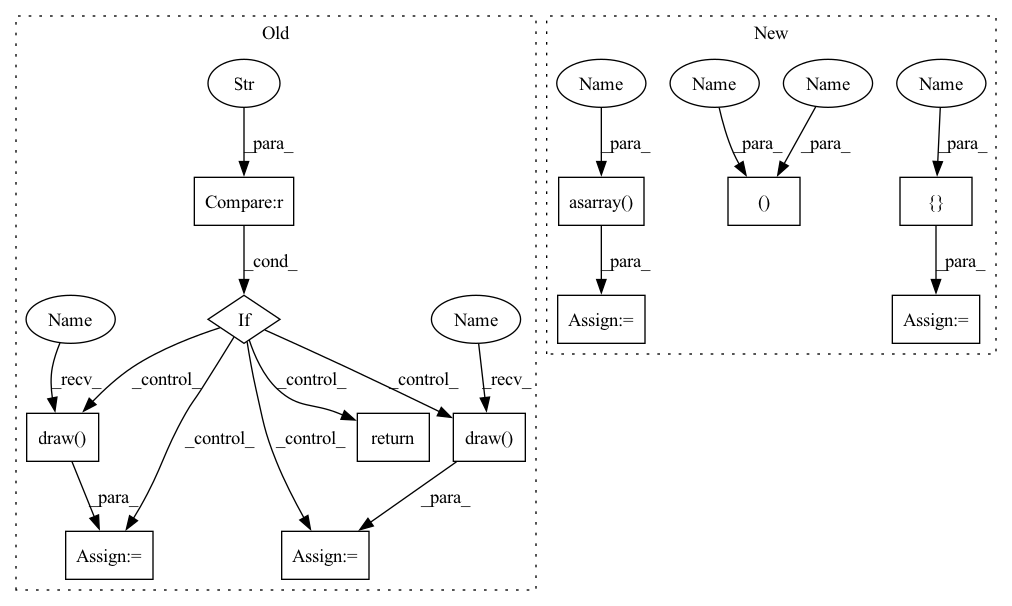 Old
New
Str
Name
Name
Name
Name
_para_
_para_
_para_
_para_
_para_
Compare:r
asarray()
()
{}
_cond_
_para_
_para_
Name
If
Name
Assign:=
Assign:=
_recv_
_control_
_control_
_control_
_recv_
draw()
return
draw()
_control_
_control_
_para_
_para_
Assign:=
Assign:=